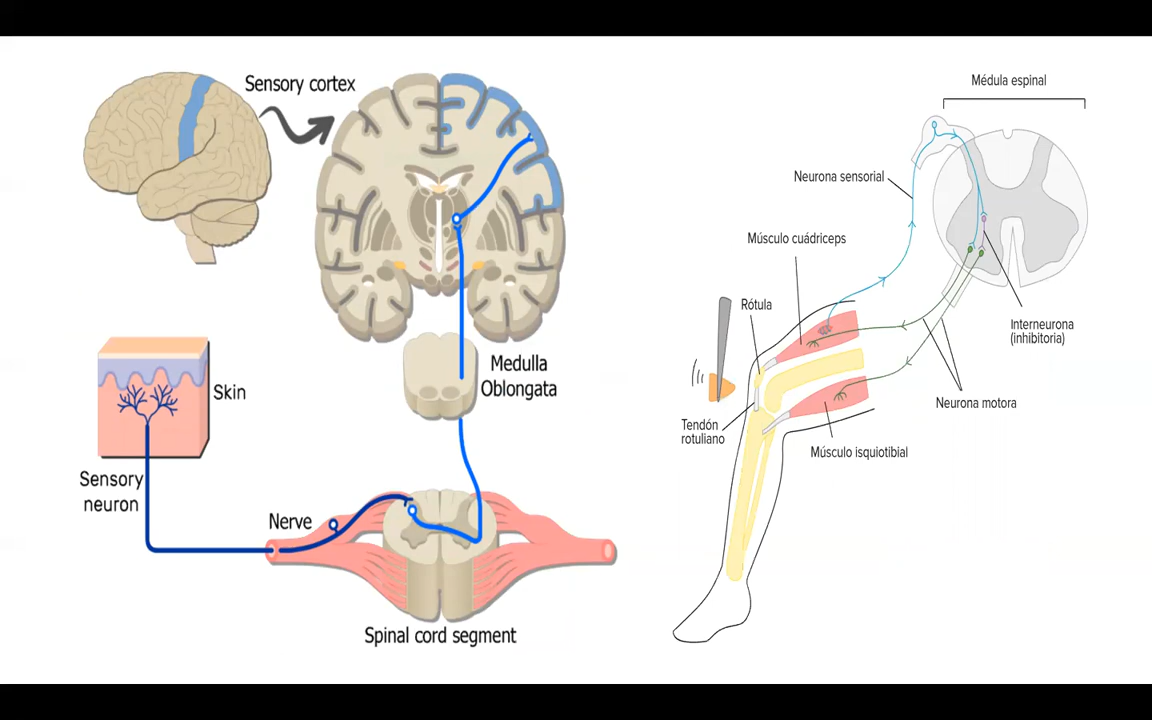 Sensory cortex
Medulla
Oblongata
Skin
Sensory
neuron
Nerve
Spinal cord segment
Médula espinal
Neurona sensorial
Músculo cuádriceps
Rótula
Interneurona
(inhibitoria)
Neurona motora
Tendón
rotuliano
Músculo isquiotibial